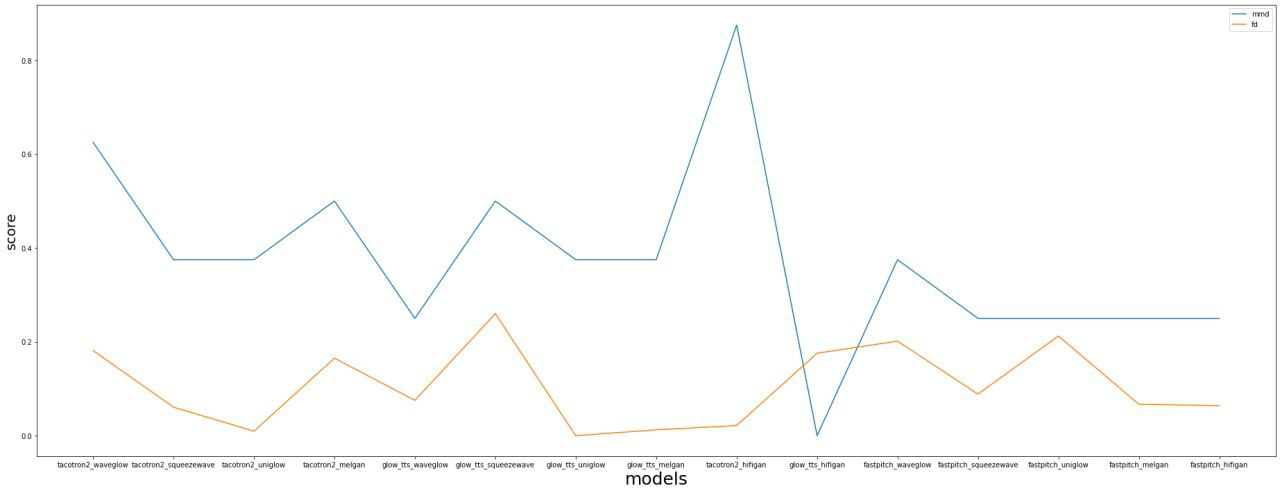 mmd
fd
0.8
0.6
0.4
0.2
0.0
score
tacotron2_waveglow tacotron2_squeezewave tacotron2_uniglow tacotron2_melgan glow_tts_waveglow glow_tts_squeezewave glow_tts_uniglow glow_tts_melgan tacotron2_hifigan glow_tts_hifigan fastpitch_waveglow fastpitch_squeezewave fastpitch_uniglow fastpitch_melgan fastpitch_hifigan
models